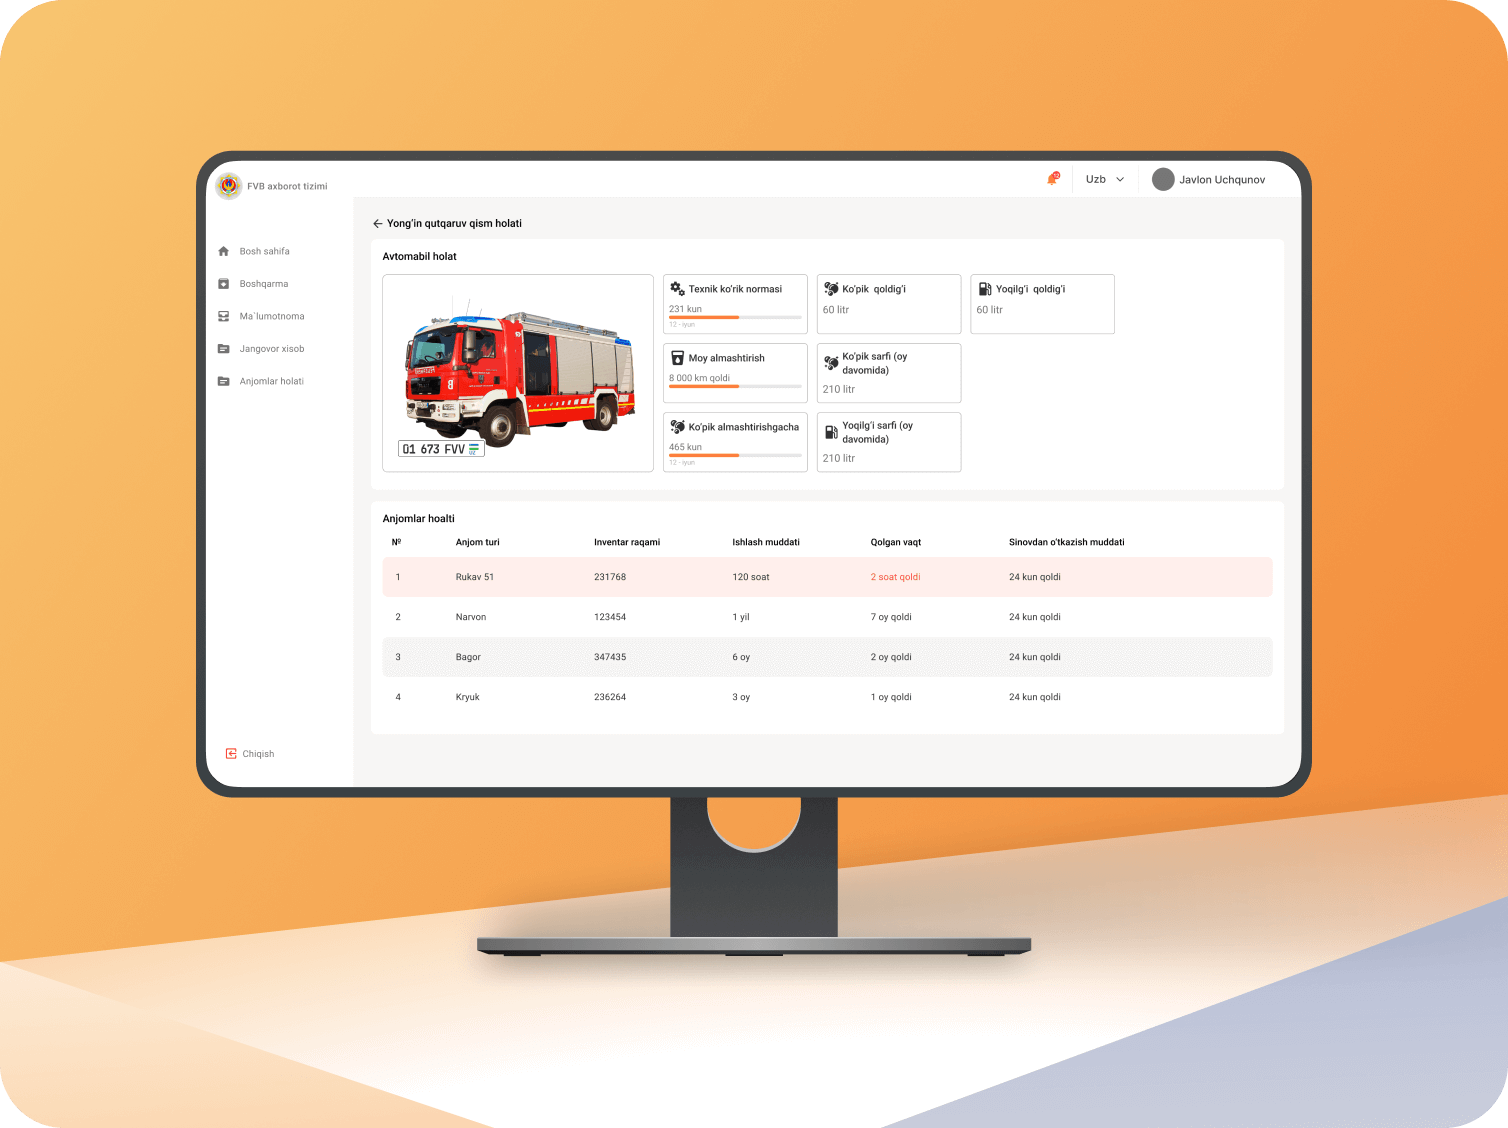 FVB axborot tizimi
Uzb
Javlon Uchqunov
Bosh sahifa
Boshqarma
Ma`lumotnoma
Jangovor xisob
Anjomlar holati
Chiqish
Yong‘in qutqaruv qism holati
Avtomabil holat
01 673 FVV
UZ
Texnik ko‘rik normasi
231 kun
12 - iyun
Ko‘pik qoldig‘i
60 litr
Yoqilg‘i qoldig‘i
60 litr
Moy almashtirish
8 000 km qoldi
Ko‘pik sarfi (oy
davomida)
210 litr
Ko‘pik almashtirishgacha
465 kun
12 - iyun
Yoqilg‘i sarfi (oy
davomida)
210 litr
Anjomlar hoalti
№ Anjom turi Inventar raqami Ishlash muddati Qolgan vaqt Sinovdan o‘tkazish muddati
1 Rukav 51 231768 120 soat 2 soat qoldi 24 kun qoldi
2 Narvon 123454 1 yil 7 oy qoldi 24 kun qoldi
3 Bagor 347435 6 oy 2 oy qoldi 24 kun qoldi
4 Kryuk 236264 3 oy 1 oy qoldi 24 kun qoldi